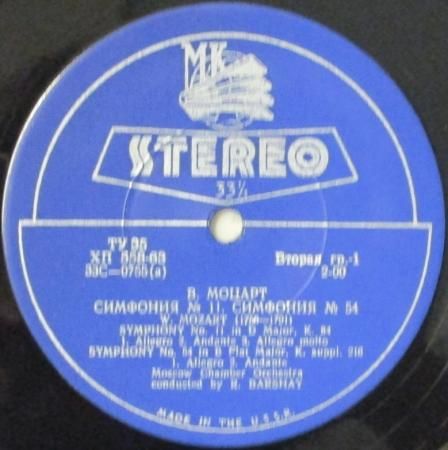 МК
STEREO
33⅓
ТУ 35
ХП 558-63
33С—0755(а)
Вторая гр.-1
2-00
В. МОЦАРТ
СИМФОНИЯ № 11, СИМФОНИЯ № 54
W. MOZART (1756—1791)
SYMPHONY No. 11 in D Major, K. 84
1. Allegro 2. Andante 3. Allegro molto
SYMPHONY No. 54 in B Flat Major, K. suppl. 216
1. Allegro 2. Andante
Moscow Chamber Orchestra
conducted by R. BARSHAY
MADE IN THE U.S.S.R.